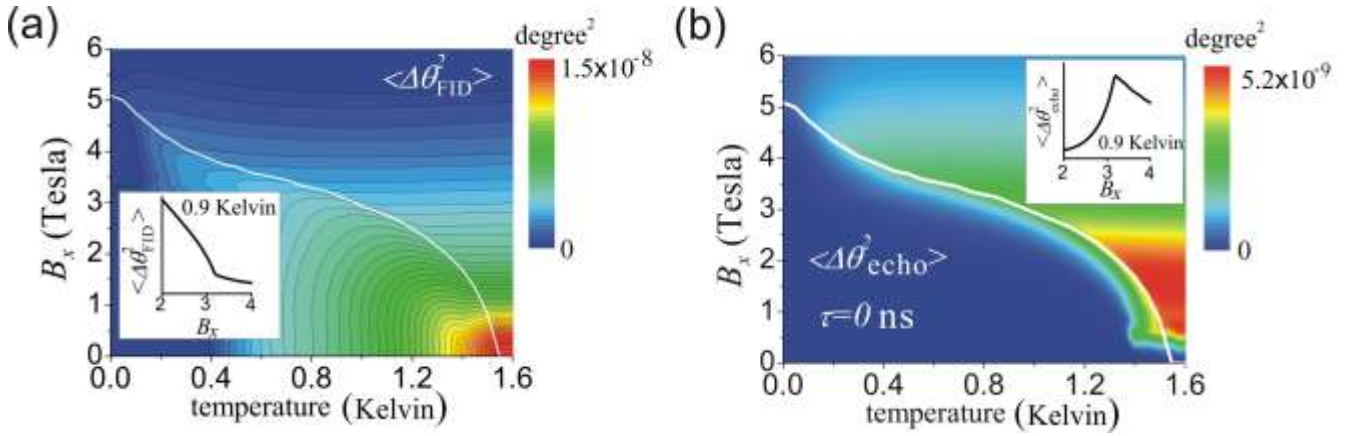 (a)
degree²
1.5x10⁻⁸
0
<Δθ²FID>
6
5
4
3
2
1
0
Bₓ (Tesla)
0.9 Kelvin
<Δθ²FID>
2 3 4
Bₓ
0.0 0.4 0.8 1.2 1.6
temperature (Kelvin)
(b)
degree²
5.2x10⁻⁹
0
<Δθ²echo>
0.9 Kelvin
2 3 4
Bₓ
6
5
4
3
2
1
0
Bₓ (Tesla)
<Δθ²echo>
τ=0 ns
0.0 0.4 0.8 1.2 1.6
temperature (Kelvin)